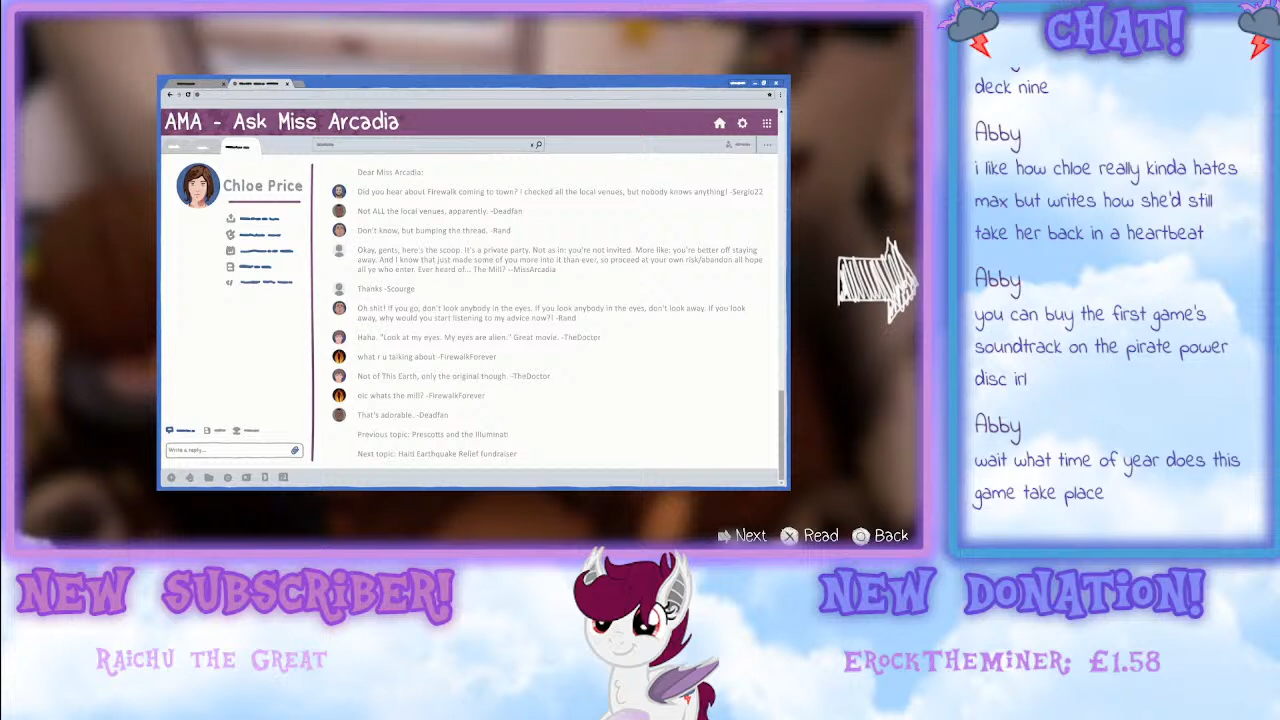 CHAT!
deck nine
Abby
i like how chloe really kinda hates
max but writes how she'd still
take her back in a heartbeat
Abby
you can buy the first game's
soundtrack on the pirate power
disc irl
Abby
wait what time of year does this
game take place
AMA - Ask Miss Arcadia
Chloe Price
Dear Miss Arcadia:
Did you hear about Firewalk coming to town? I checked all the local venues, but nobody knows anything! -Sergio22
Not ALL the local venues, apparently. -Deadfan
Don't know, but bumping the thread. -Rand
Okay, gents, here's the scoop. It's a private party. Not as in: you're not invited. More like: you're better off staying
away. And I know that just made some of you more into it than ever, so proceed at your own risk/abandon all hope
all ye who enter. Ever heard of... The Mill? --MissArcadia
Thanks -Scourge
Oh shit! If you go, don't look anybody in the eyes. If you look anybody in the eyes, don't look away. If you look
away, why would you start listening to my advice now?! -Rand
Haha. "Look at my eyes. My eyes are alien." Great movie. -TheDoctor
what r u talking about -FirewalkForever
Not of This Earth, only the original though. -TheDoctor
oic whats the mill? -FirewalkForever
That's adorable. -Deadfan
Previous topic: Prescotts and the Illuminati
Next topic: Haiti Earthquake Relief fundraiser
Write a reply...
Next Read Back
NEW SUBSCRIBER!
Raichu the Great
NEW DONATION!
ErockTheMiner: £1.58